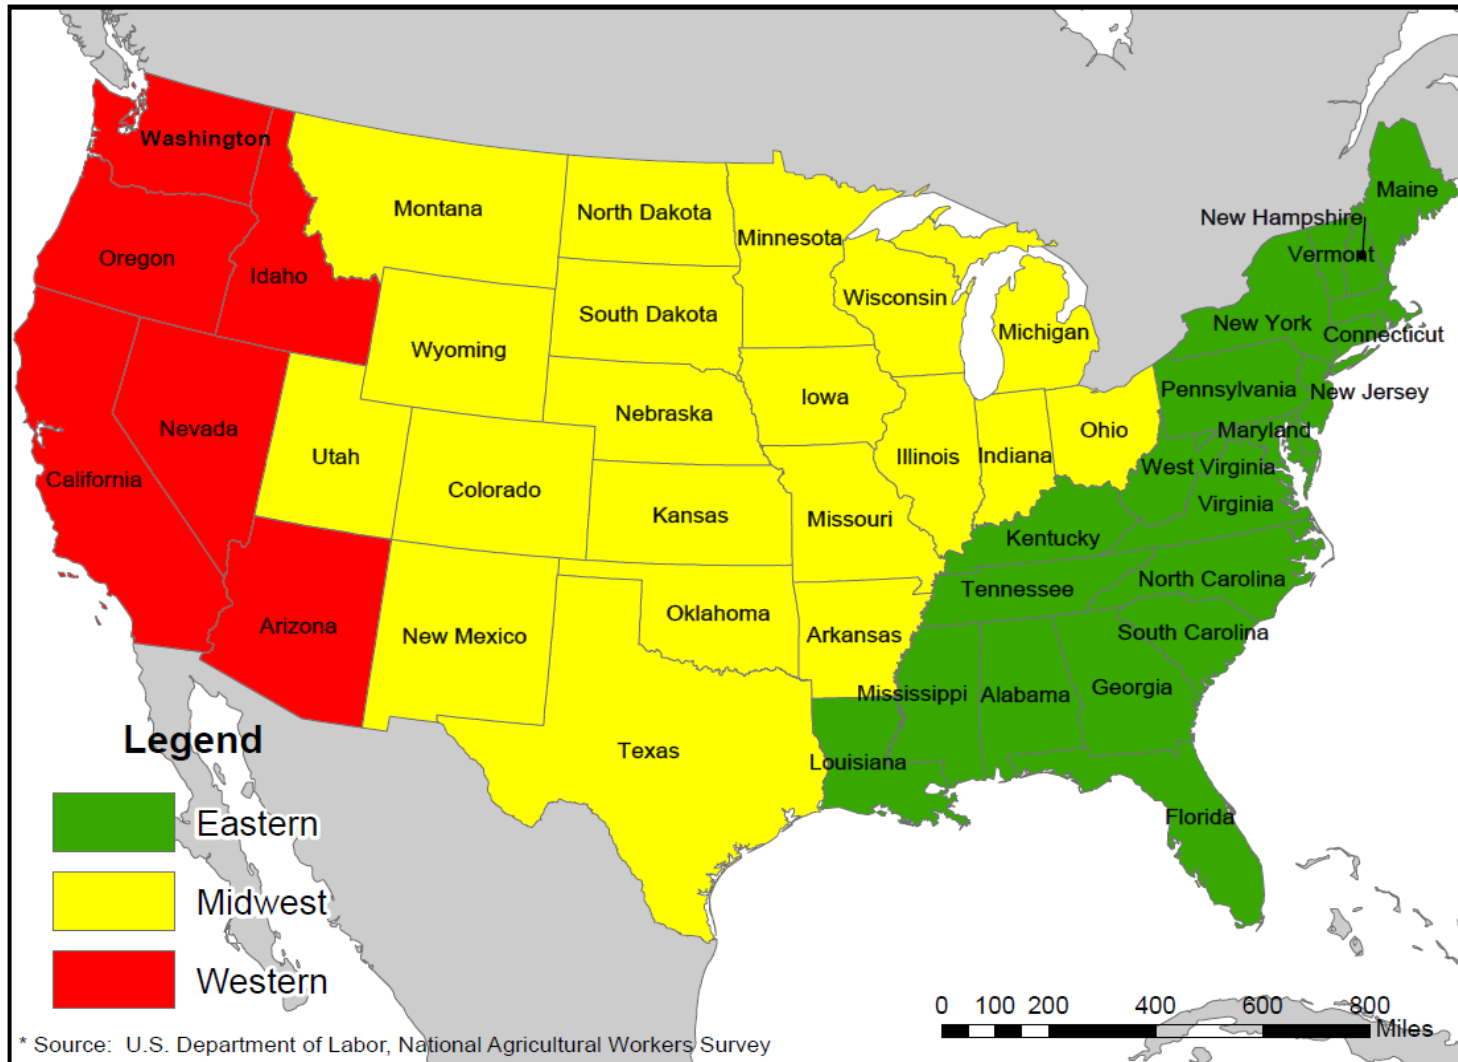 Washington
Montana
North Dakota
Minnesota
Maine
New Hampshire
Vermont
Oregon
Idaho
Wisconsin
Michigan
South Dakota
Wyoming
New York
Connecticut
Pennsylvania
New Jersey
Iowa
Nebraska
Nevada
Utah
Ohio
Maryland
Illinois
Indiana
West Virginia
California
Colorado
Kansas
Missouri
Virginia
Kentucky
Tennessee
North Carolina
Arizona
New Mexico
Oklahoma
Arkansas
South Carolina
Mississippi
Alabama
Georgia
Texas
Louisiana
Florida
Legend
Eastern
Midwest
Western
0 100 200 400 600 800
Miles
* Source: U.S. Department of Labor, National Agricultural Workers Survey